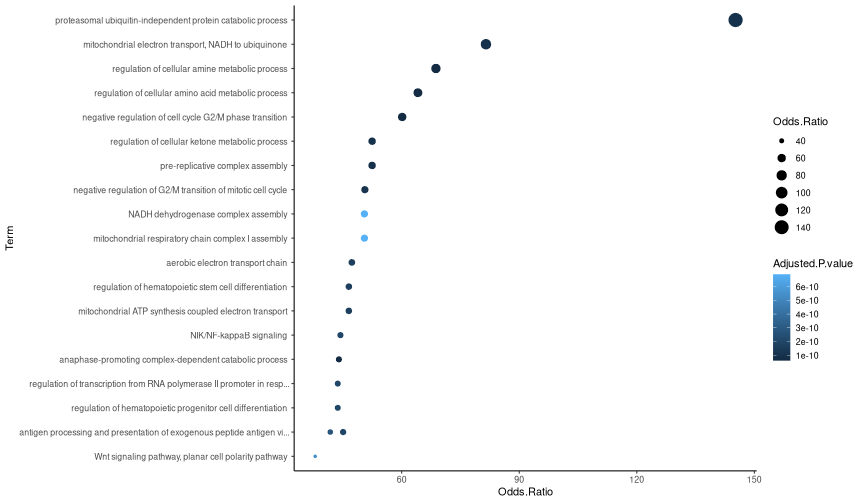 proteasomal ubiquitin-independent protein catabolic process
mitochondrial electron transport, NADH to ubiquinone
regulation of cellular amine metabolic process
regulation of cellular amino acid metabolic process
negative regulation of cell cycle G2/M phase transition
regulation of cellular ketone metabolic process
pre-replicative complex assembly
negative regulation of G2/M transition of mitotic cell cycle
NADH dehydrogenase complex assembly
mitochondrial respiratory chain complex I assembly
aerobic electron transport chain
regulation of hematopoietic stem cell differentiation
mitochondrial ATP synthesis coupled electron transport
NIK/NF-kappaB signaling
anaphase-promoting complex-dependent catabolic process
regulation of transcription from RNA polymerase II promoter in resp...
regulation of hematopoietic progenitor cell differentiation
antigen processing and presentation of exogenous peptide antigen vi...
Wnt signaling pathway, planar cell polarity pathway
Term
60 90 120 150
Odds.Ratio
Odds.Ratio
40
60
80
100
120
140
Adjusted.P.value
6e-10
5e-10
4e-10
3e-10
2e-10
1e-10